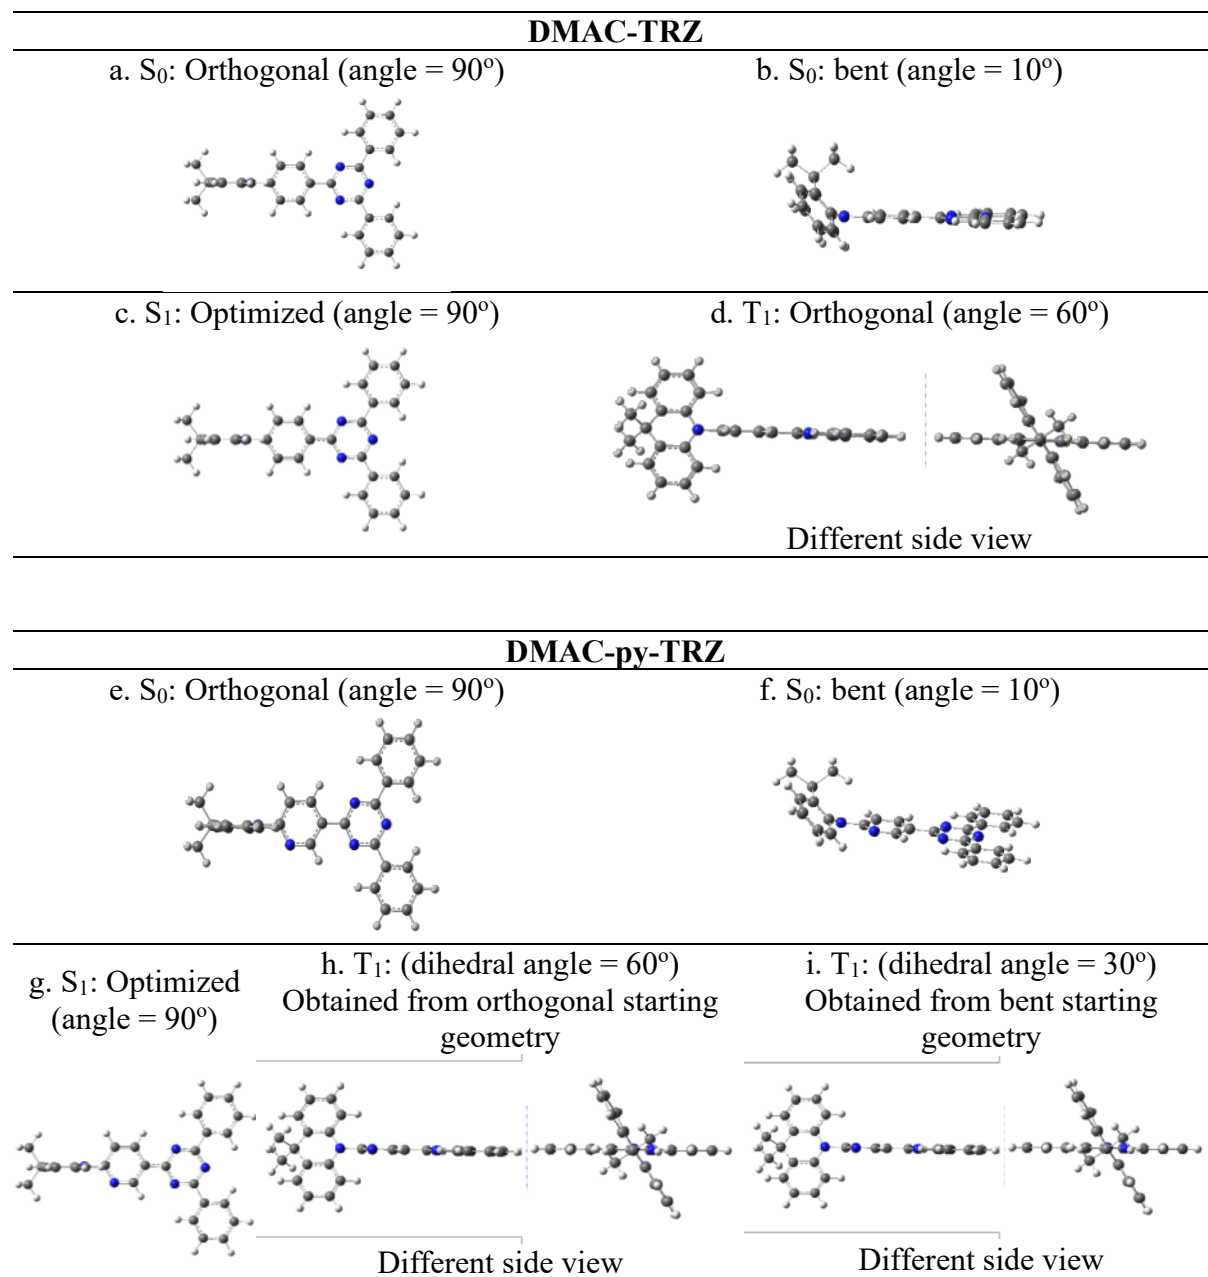 DMAC-TRZ
a. S₀: Orthogonal (angle = 90º)
b. S₀: bent (angle = 10º)
c. S₁: Optimized (angle = 90º)
d. T₁: Orthogonal (angle = 60º)
Different side view
DMAC-py-TRZ
e. S₀: Orthogonal (angle = 90º)
f. S₀: bent (angle = 10º)
g. S₁: Optimized
(angle = 90º)
h. T₁: (dihedral angle = 60º)
Obtained from orthogonal starting
geometry
i. T₁: (dihedral angle = 30º)
Obtained from bent starting
geometry
Different side view
Different side view